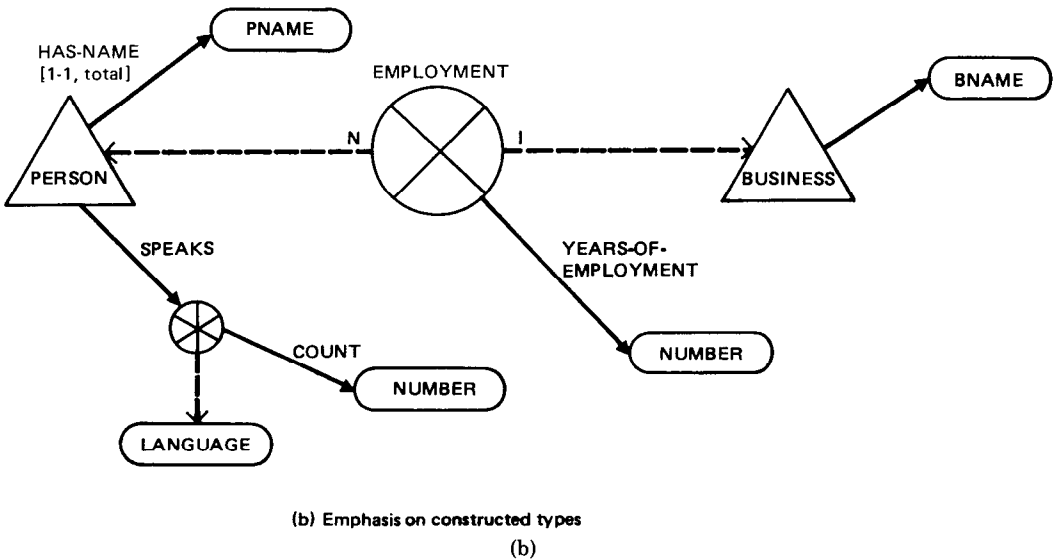 PNAME
HAS-NAME
[1-1, total]
EMPLOYMENT
BNAME
N
I
PERSON
BUSINESS
SPEAKS
YEARS-OF-
EMPLOYMENT
COUNT
NUMBER
NUMBER
LANGUAGE
(b) Emphasis on constructed types
(b)